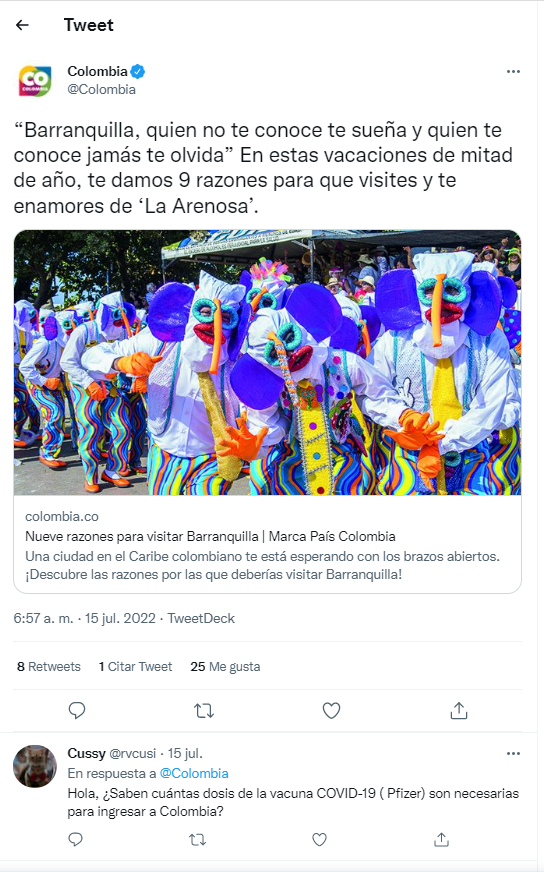 Tweet
CO
COLOMBIA
Colombia
@Colombia
“Barranquilla, quien no te conoce te sueña y quien te
conoce jamás te olvida” En estas vacaciones de mitad
de año, te damos 9 razones para que visites y te
enamores de ‘La Arenosa’.
colombia.co
Nueve razones para visitar Barranquilla | Marca País Colombia
Una ciudad en el Caribe colombiano te está esperando con los brazos abiertos.
¡Descubre las razones por las que deberías visitar Barranquilla!
6:57 a. m. · 15 jul. 2022 · TweetDeck
8 Retweets 1 Citar Tweet 25 Me gusta
Cussy @rvcusi · 15 jul.
En respuesta a @Colombia
Hola, ¿Saben cuántas dosis de la vacuna COVID-19 ( Pfizer) son necesarias
para ingresar a Colombia?